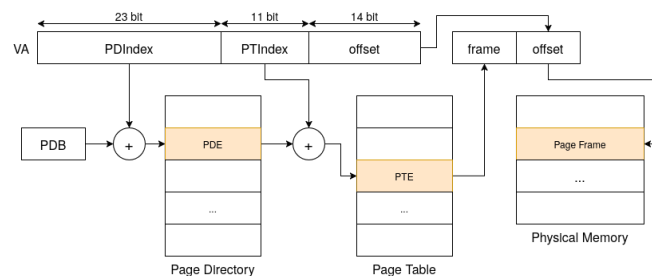 23 bit 11 bit 14 bit
VA PDIndex PTIndex offset frame offset
PDB + PDE + Page Frame
PTE ...
... ...
Page Directory Page Table Physical Memory